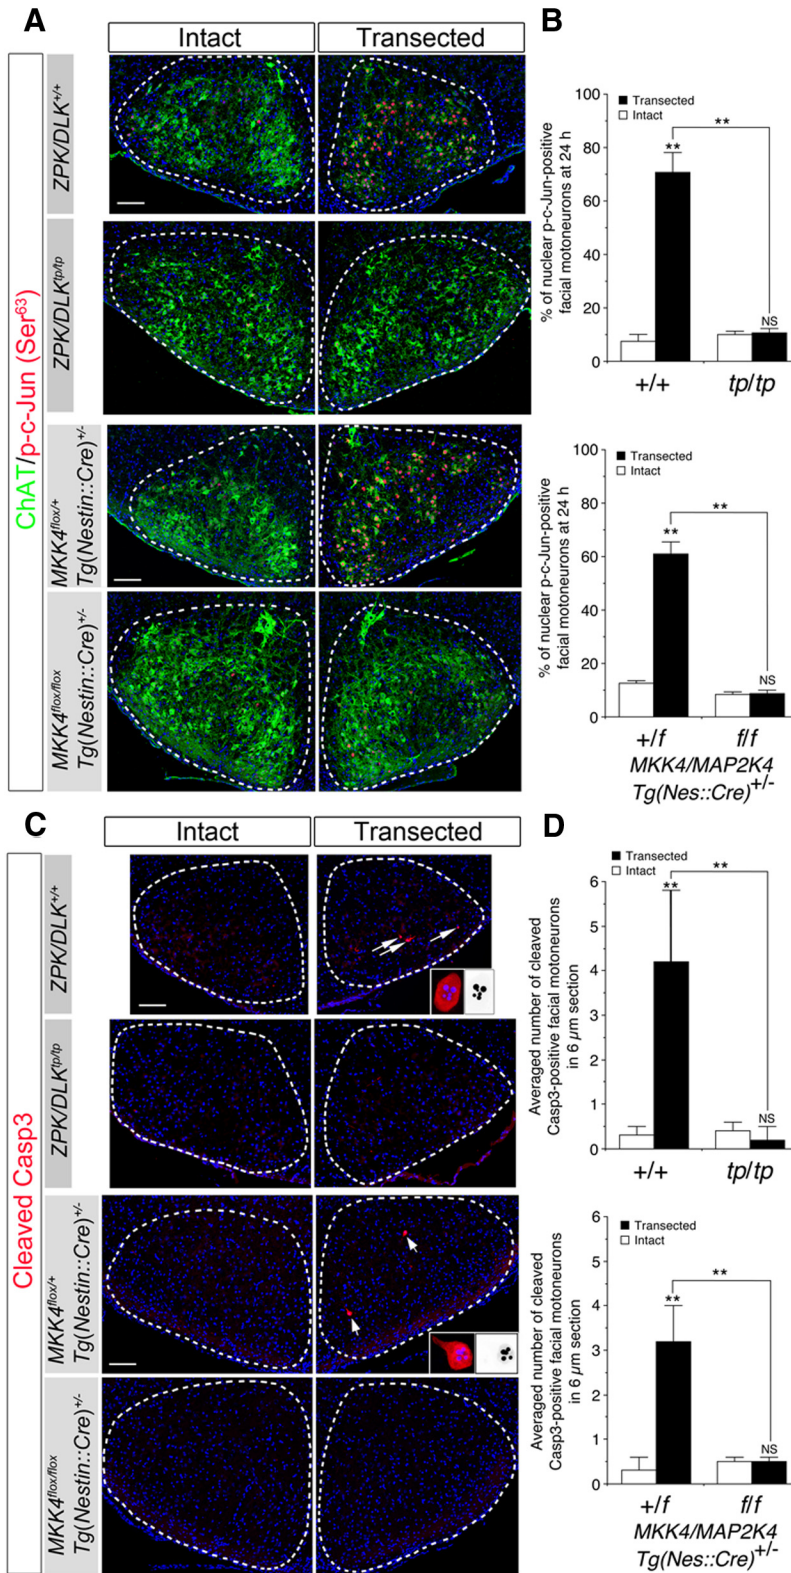 A
Intact
Transected
ChAT/p-c-Jun (Ser63)
ZPK/DLK+/+
ZPK/DLKtp/tp
MKK4flox/+
Tg(Nestin::Cre)+/-
MKK4flox/flox
Tg(Nestin::Cre)+/-
B
% of nuclear p-c-Jun-positive
facial motoneurons at 24 h
100
80
60
40
20
0
Transected
Intact
**
**
NS
+/+
tp/tp
% of nuclear p-c-Jun-positive
facial motoneurons at 24 h
100
80
60
40
20
0
Transected
Intact
**
**
NS
+/f
f/f
MKK4/MAP2K4
Tg(Nes::Cre)+/-
C
Intact
Transected
Cleaved Casp3
ZPK/DLK+/+
ZPK/DLKtp/tp
MKK4flox/+
Tg(Nestin::Cre)+/-
MKK4flox/flox
Tg(Nestin::Cre)+/-
D
Averaged number of cleaved
Casp3-positive facial motoneurons
in 6 µm section
6
5
4
3
2
1
0
Transected
Intact
**
**
NS
+/+
tp/tp
Averaged number of cleaved
Casp3-positive facial motoneurons
in 6 µm section
6
5
4
3
2
1
0
Transected
Intact
**
**
NS
+/f
f/f
MKK4/MAP2K4
Tg(Nes::Cre)+/-